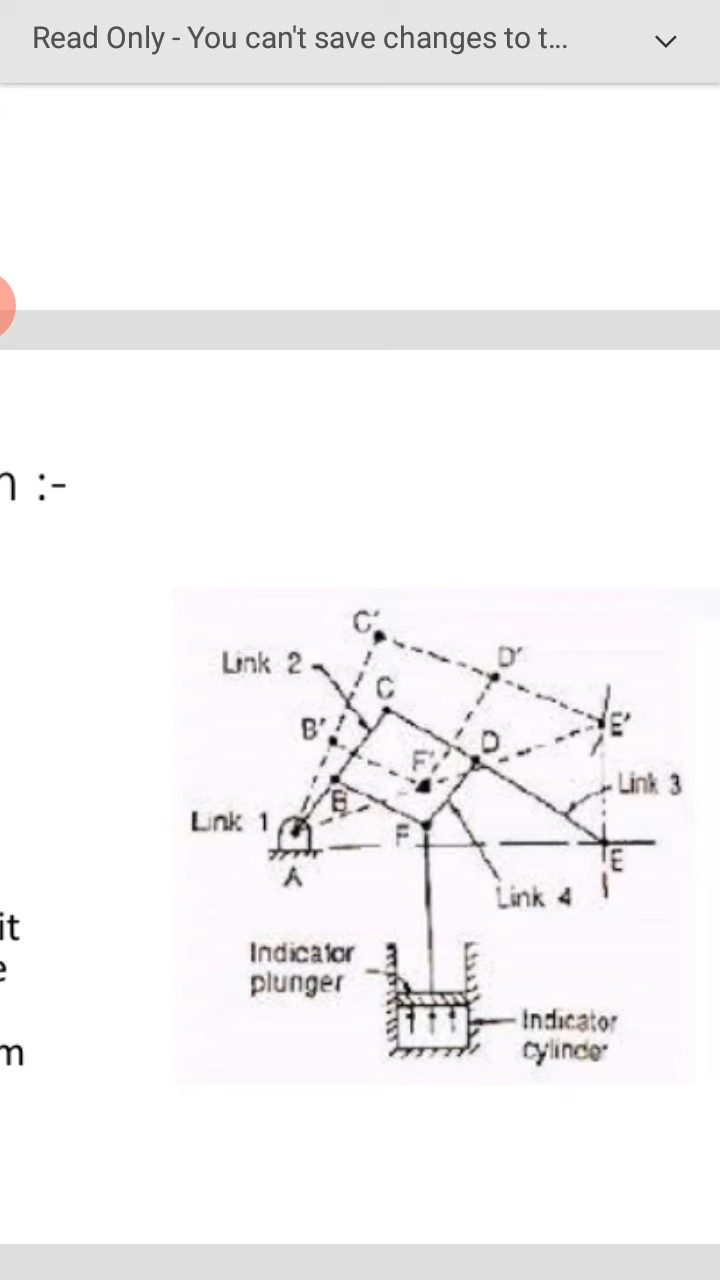 Read Only - You can't save changes to t...
n :-
C'
Link 2
D'
C
B'
E'
D
F'
Link 3
B
Link 1
F
E
A
Link 4
it
Indicator
plunger
e
Indicator
cylinder
m